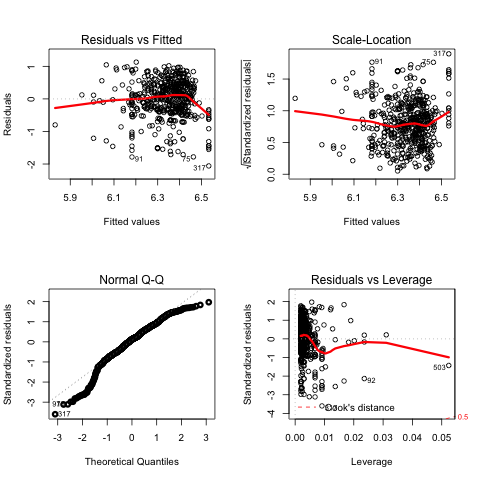 Residuals vs Fitted
Residuals
1
0
-1
-2
91
75
317
5.9 6.1 6.3 6.5
Fitted values
Scale-Location
√|Standardized residuals|
1.5
1.0
0.5
0.0
317
91
75
5.9 6.1 6.3 6.5
Fitted values
Normal Q-Q
Standardized residuals
2
1
0
-1
-2
-3
317
-3 -2 -1 0 1 2 3
Theoretical Quantiles
Residuals vs Leverage
Standardized residuals
2
1
0
-1
-2
-3
-4
503
92
Cook's distance
0.5
0.00 0.01 0.02 0.03 0.04 0.05
Leverage